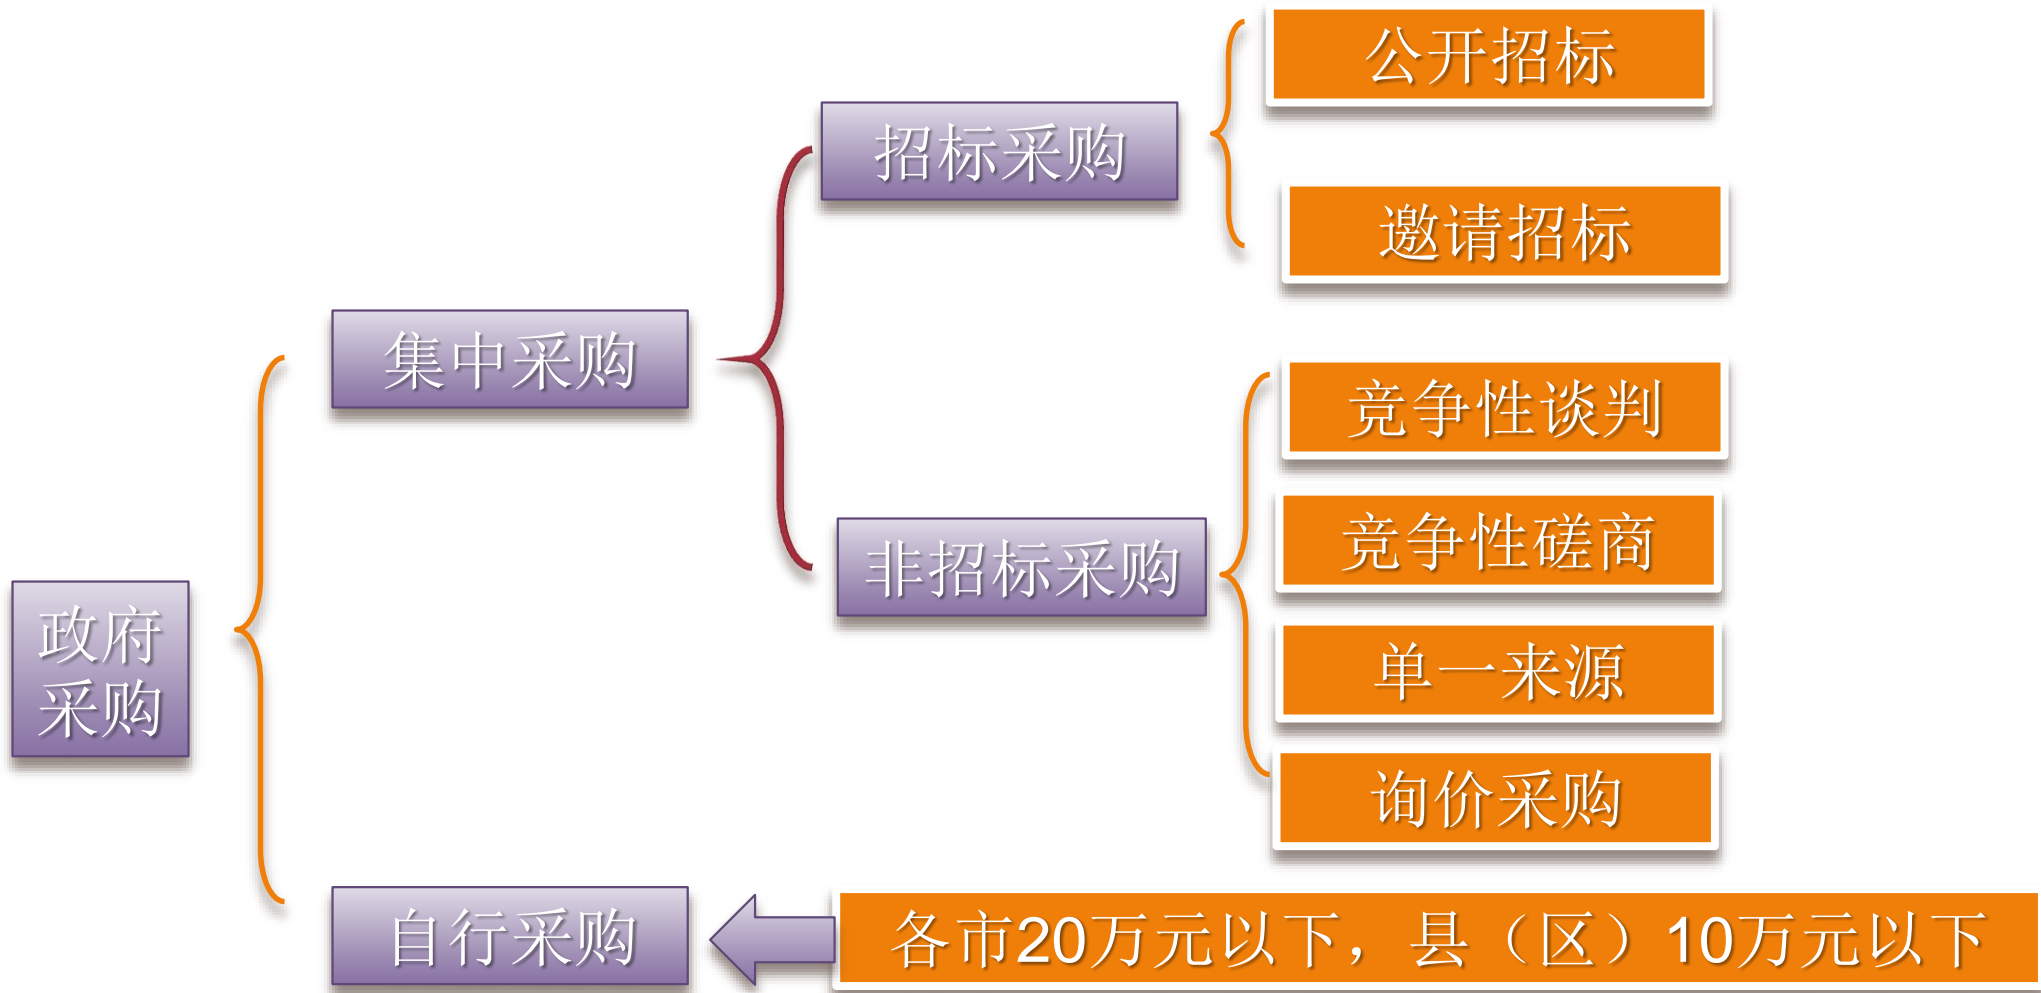 公开招标
招标采购
邀请招标
集中采购
竞争性谈判
竞争性磋商
非招标采购
政府
采购
单一来源
询价采购
自行采购
各市20万元以下，县（区）10万元以下